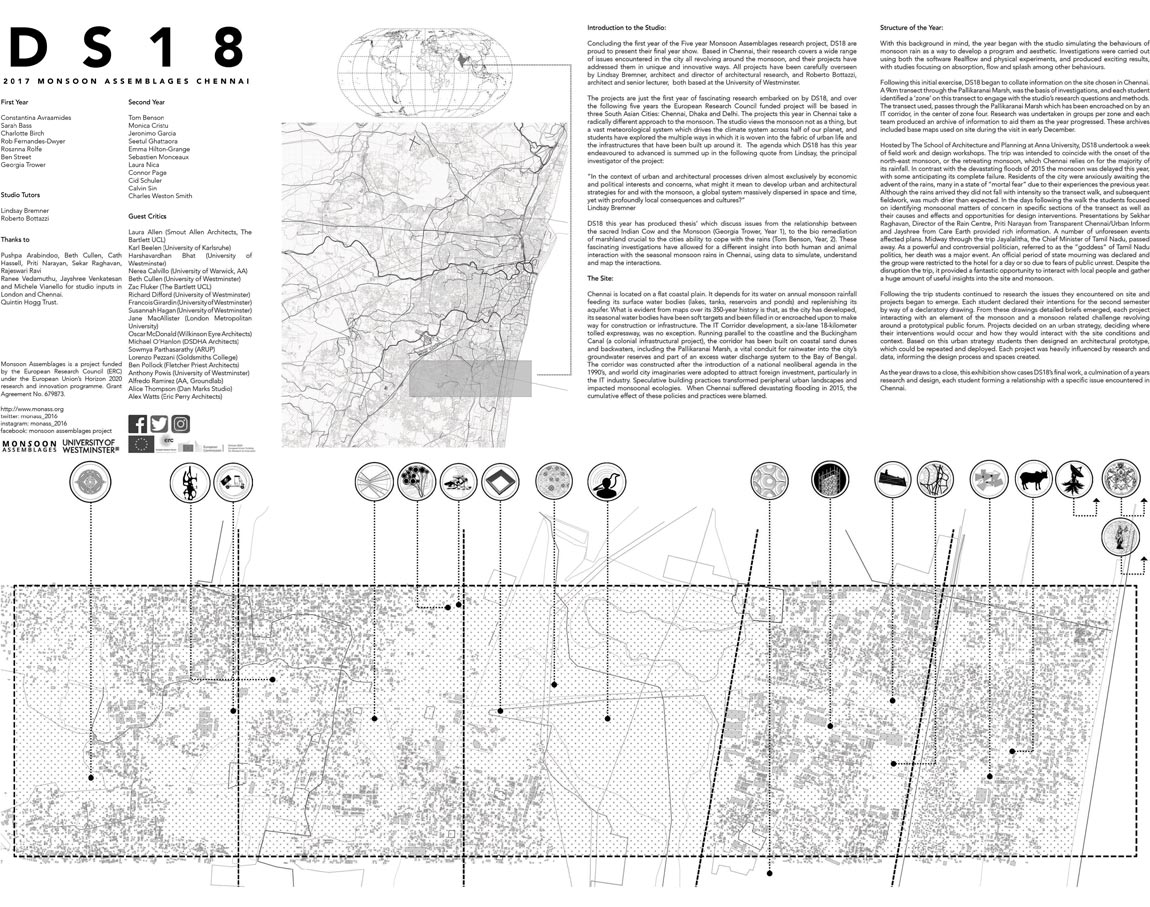 DS18
2017 MONSOON ASSEMBLAGES CHENNAI
First Year
Constantina Avraamides
Sarah Bass
Charlotte Birch
Rob Fernandes-Dwyer
Rosanna Rolfe
Ben Street
Georgia Trower
Studio Tutors
Lindsay Bremner
Roberto Bottazzi
Thanks to
Pushpa Arabindoo, Beth Cullen, Cath
Hassell, Priti Narayan, Sekar Raghavan,
Rajeswari Ravi
Ranee Vedamuthu, Jayshree Venketesan
and Michele Vianello for studio inputs in
London and Chennai.
Quintin Hogg Trust.
Monsoon Assemblages is a project funded
by the European Research Council (ERC)
under the European Union's Horizon 2020
research and innovation programme. Grant
Agreement No. 679873.
http://www.monass.org
twitter: monass_2016
instagram: monass_2016
facebook: monsoon assemblages project
MONSOON
ASSEMBLAGES
UNIVERSITY OF
WESTMINSTER
Second Year
Tom Benson
Monica Cristu
Jeronimo Garcia
Seetul Ghattaora
Emma Hilton-Grange
Sebastien Monceaux
Laura Nica
Connor Page
Cid Schuler
Calvin Sin
Charles Weston Smith
Guest Critics
Laura Allen (Smout Allen Architects, The
Bartlett UCL)
Karl Beelen (University of Karlsruhe)
Harshavardhan Bhat (University of
Westminster)
Nerea Calvillo (University of Warwick, AA)
Beth Cullen (University of Westminster)
Zac Fluker (The Bartlett UCL)
Richard Difford (University of Westminster)
Francois Girardin (University of Westminster)
Susannah Hagan (University of Westminster)
Jane MacAllister (London Metropolitan
University)
Oscar McDonald (Wilkinson Eyre Architects)
Michael O'Hanlon (DSDHA Architects)
Sowmya Parthasarathy (ARUP)
Lorenzo Pezzani (Goldsmiths College)
Ben Pollock (Fletcher Priest Architects)
Anthony Powis (University of Westminster)
Alfredo Ramirez (AA, Groundlab)
Alice Thompson (Dan Marks Studio)
Alex Watts (Eric Perry Architects)
erc
Introduction to the Studio:
Concluding the first year of the Five year Monsoon Assemblages research project, DS18 are
proud to present their final year show. Based in Chennai, their research covers a wide range
of issues encountered in the city all revolving around the monsoon, and their projects have
addressed them in unique and innovative ways. All projects have been carefully overseen
by Lindsay Bremner, architect and director of architectural research, and Roberto Bottazzi,
architect and senior lecturer, both based at the University of Westminster.
The projects are just the first year of fascinating research embarked on by DS18, and over
the following five years the European Research Council funded project will be based in
three South Asian Cities: Chennai, Dhaka and Delhi. The projects this year in Chennai take a
radically different approach to the monsoon. The studio views the monsoon not as a thing, but
a vast meteorological system which drives the climate system across half of our planet, and
students have explored the multiple ways in which it is woven into the fabric of urban life and
the infrastructures that have been built up around it. The agenda which DS18 has this year
endeavoured to advanced is summed up in the following quote from Lindsay, the principal
investigator of the project:
"In the context of urban and architectural processes driven almost exclusively by economic
and political interests and concerns, what might it mean to develop urban and architectural
strategies for and with the monsoon, a global system massively dispersed in space and time,
yet with profoundly local consequences and cultures?"
Lindsay Bremner
DS18 this year has produced thesis' which discuss issues from the relationship between
the sacred Indian Cow and the Monsoon (Georgia Trower, Year 1), to the bio remediation
of marshland crucial to the cities ability to cope with the rains (Tom Benson, Year, 2). These
fascinating investigations have allowed for a different insight into both human and animal
interaction with the seasonal monsoon rains in Chennai, using data to simulate, understand
and map the interactions.
The Site:
Chennai is located on a flat coastal plain. It depends for its water on annual monsoon rainfall
feeding its surface water bodies (lakes, tanks, reservoirs and ponds) and replenishing its
aquifer. What is evident from maps over its 350-year history is that, as the city has developed,
its seasonal water bodies have been soft targets and been filled in or encroached upon to make
way for construction or infrastructure. The IT Corridor development, a six-lane 18-kilometer
tolled expressway, was no exception. Running parallel to the coastline and the Buckingham
Canal (a colonial infrastructural project), the corridor has been built on coastal sand dunes
and backwaters, including the Pallikaranai Marsh, a vital conduit for rainwater into the city's
groundwater reserves and part of an excess water discharge system to the Bay of Bengal.
The corridor was constructed after the introduction of a national neoliberal agenda in the
1990's, and world city imaginaries were adopted to attract foreign investment, particularly in
the IT industry. Speculative building practices transformed peripheral urban landscapes and
impacted monsoonal ecologies. When Chennai suffered devastating flooding in 2015, the
cumulative effect of these policies and practices were blamed.
Structure of the Year:
With this background in mind, the year began with the studio simulating the behaviours of
monsoon rain as a way to develop a program and aesthetic. Investigations were carried out
using both the software Realflow and physical experiments, and produced exciting results,
with studies focusing on absorption, flow and splash among other behaviours.
Following this initial exercise, DS18 began to collate information on the site chosen in Chennai.
A 9km transect through the Pallikaranai Marsh, was the basis of investigations, and each student
identified a 'zone' on this transect to engage with the studio's research questions and methods.
The transect used, passes through the Pallikaranai Marsh which has been encroached on by an
IT corridor, in the center of zone four. Research was undertaken in groups per zone and each
team produced an archive of information to aid them as the year progressed. These archives
included base maps used on site during the visit in early December.
Hosted by The School of Architecture and Planning at Anna University, DS18 undertook a week
of field work and design workshops. The trip was intended to coincide with the onset of the
north-east monsoon, or the retreating monsoon, which Chennai relies on for the majority of
its rainfall. In contrast with the devastating floods of 2015 the monsoon was delayed this year,
with some anticipating its complete failure. Residents of the city were anxiously awaiting the
advent of the rains, many in a state of "mortal fear" due to their experiences the previous year.
Although the rains arrived they did not fall with intensity so the transect walk, and subsequent
fieldwork, was much drier than expected. In the days following the walk the students focused
on identifying monsoonal matters of concern in specific sections of the transect as well as
their causes and effects and opportunities for design interventions. Presentations by Sekhar
Raghavan, Director of the Rain Centre, Priti Narayan from Transparent Chennai/Urban Inform
and Jayshree from Care Earth provided rich information. A number of unforeseen events
affected plans. Midway through the trip Jayalalitha, the Chief Minister of Tamil Nadu, passed
away. As a powerful and controversial politician, referred to as the "goddess" of Tamil Nadu
politics, her death was a major event. An official period of state mourning was declared and
the group were restricted to the hotel for a day or so due to fears of public unrest. Despite the
disruption the trip, it provided a fantastic opportunity to interact with local people and gather
a huge amount of useful insights into the site and monsoon.
Following the trip students continued to research the issues they encountered on site and
projects began to emerge. Each student declared their intentions for the second semester
by way of a declaratory drawing. From these drawings detailed briefs emerged, each project
interacting with an element of the monsoon and a monsoon related challenge revolving
around a prototypical public forum. Projects decided on an urban strategy, deciding where
their interventions would occur and how they would interact with the site conditions and
context. Based on this urban strategy students then designed an architectural prototype,
which could be repeated and deployed. Each project was heavily influenced by research and
data, informing the design process and spaces created.
As the year draws to a close, this exhibition show cases DS18's final work, a culmination of a years
research and design, each student forming a relationship with a specific issue encountered in
Chennai.